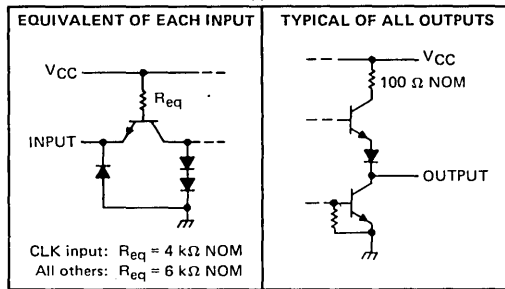 EQUIVALENT OF EACH INPUT
VCC
Req
INPUT
CLK input: Req = 4 kΩ NOM
All others: Req = 6 kΩ NOM
TYPICAL OF ALL OUTPUTS
VCC
100 Ω NOM
OUTPUT